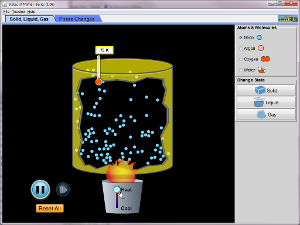 Solid, Liquid, Gas
Phase Changes
Atoms & Molecules
Neon
Argon
Oxygen
Water
Change State
Solid
Liquid
Gas
Heat
Cool
Reset All